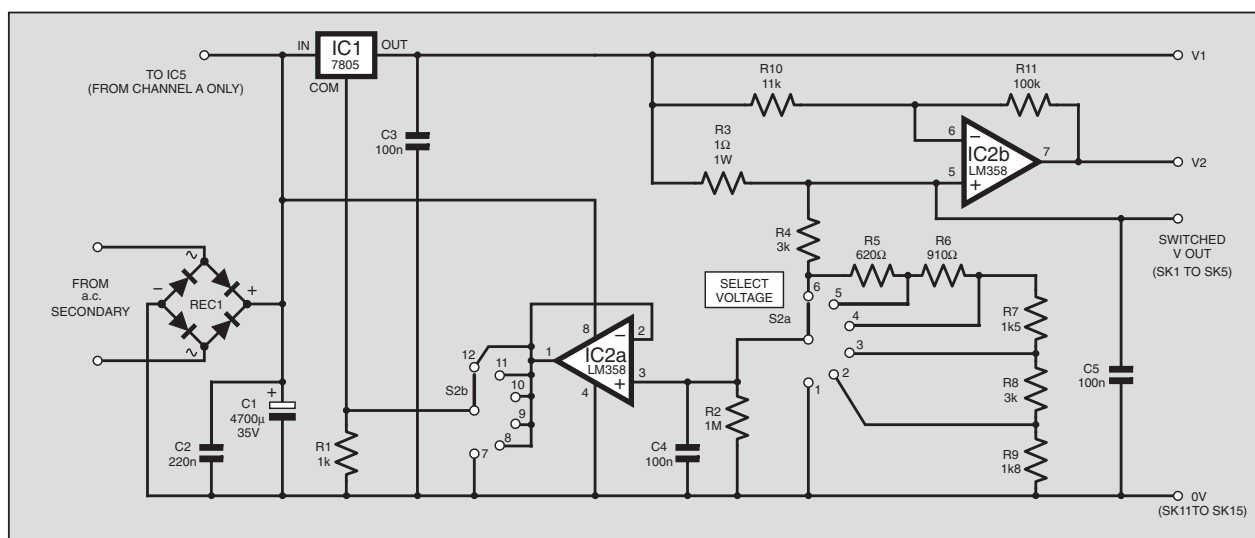 TO IC5
(FROM CHANNEL A ONLY)
IN
IC1
7805
OUT
COM
C3
100n
V1
R10
11k
R11
100k
R3
1Ω
1W
6
−
IC2b
LM358
5
+
7
V2
SWITCHED
V OUT
(SK1 TO SK5)
R4
3k
R5
620Ω
R6
910Ω
FROM
a.c.
SECONDARY
~
−
REC1
+
~
SELECT
VOLTAGE
6
S2a
5
4
3
2
1
R7
1k5
R8
3k
R9
1k8
C5
100n
8
−
2
1
IC2a
LM358
+
3
4
12
11
10
9
8
7
S2b
+
C1
4700µ
35V
C2
220n
R1
1k
C4
100n
R2
1M
0V
(SK11TO SK15)